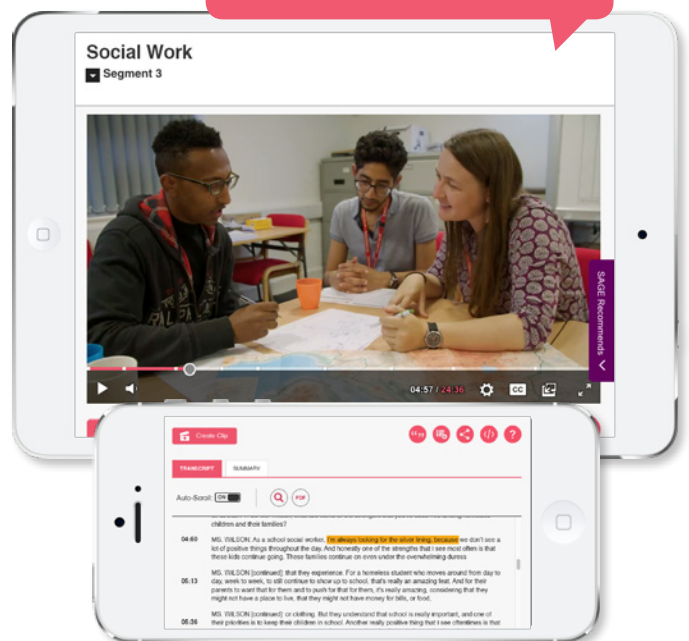 Social Work
Segment 3
RALPH
SAGE Recommends
04:57 / 24:36
CC
Create Clip
TRANSCRIPT
SUMMARY
Auto-Scroll: ON
PDF
children and their families?
04:60 MS. WILSON: As a school social worker, I'm always looking for the silver lining, because we don't see a
lot of positive things throughout the day. And honestly one of the strengths that i see most often is that
these kids continue going. These families continue on even under the overwhelming duress
MS. WILSON [continued]: that they experience. For a homeless student who moves around from day to
05:13 day, week to week, to still continue to show up to school, that's really an amazing feat. And for their
parents to want that for them and to push for that for them, it's really amazing, considering that they
might not have a place to live, that they might not have money for bills, or food,
MS. WILSON [continued]: or clothing. But they understand that school is really important, and one of
05:36 their priorities is to keep their children in school. Another really positive thing that I see oftentimes is that